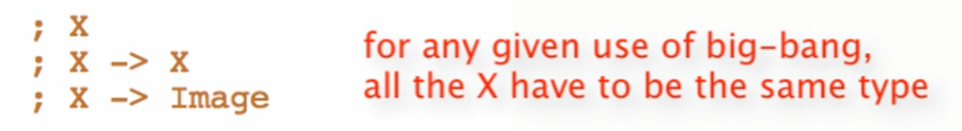 ; X
; X -> X
; X -> Image
for any given use of big-bang,
all the X have to be the same type